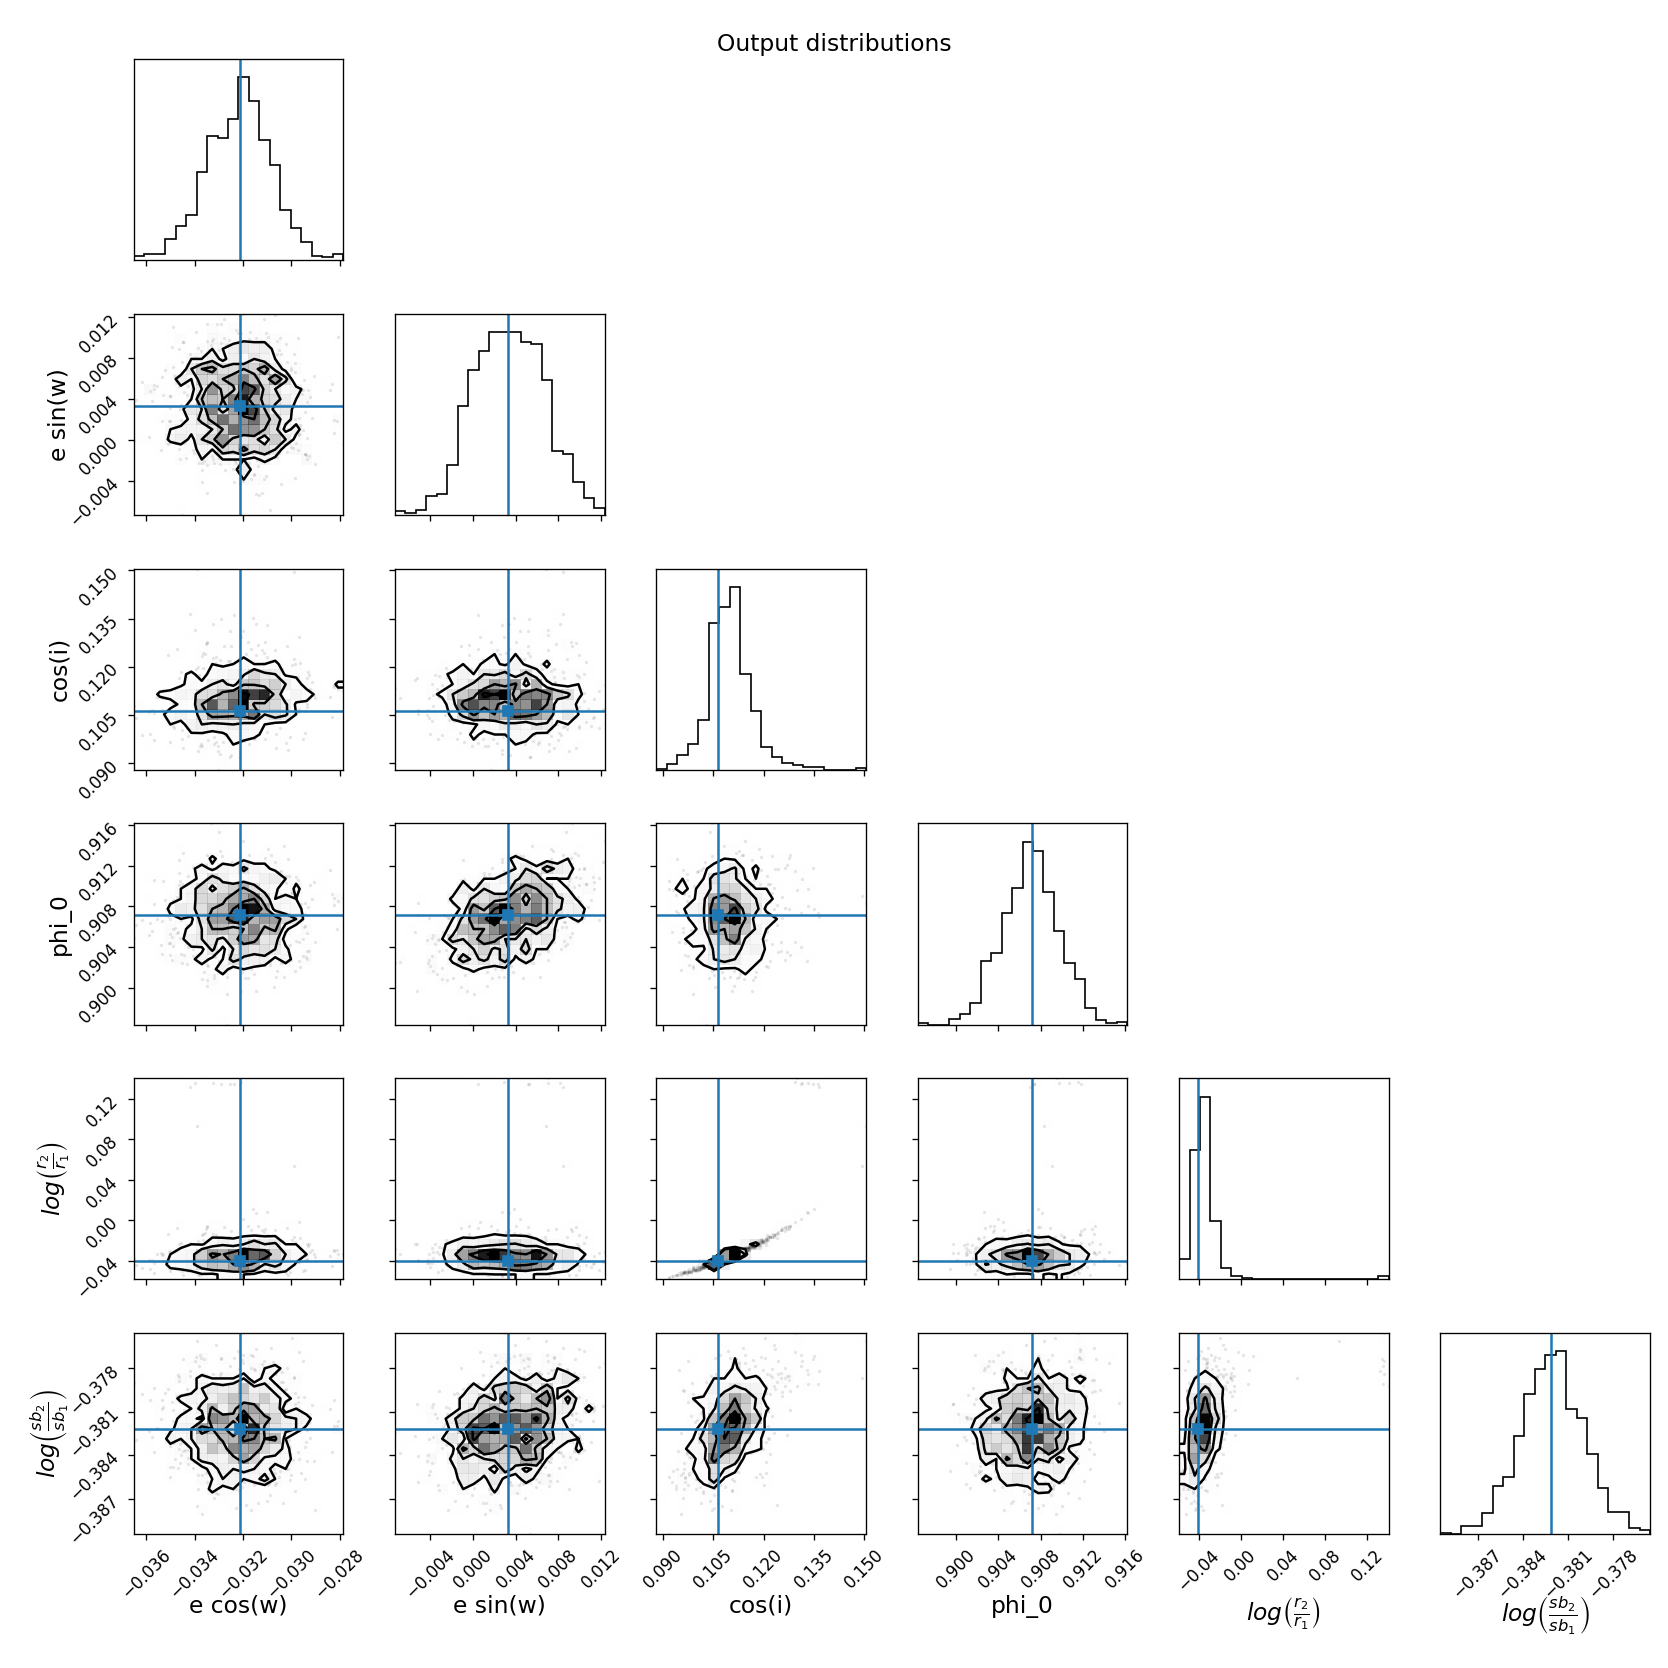 Output distributions
0.012
0.008
0.004
0.000
−0.004
e sin(w)
0.150
0.135
0.120
0.105
0.090
cos(i)
0.916
0.912
0.908
0.904
0.900
phi_0
0.12
0.08
0.04
0.00
−0.04
log(r₂/r₁)
−0.378
−0.381
−0.384
−0.387
log(sb₂/sb₁)
−0.036 −0.034 −0.032 −0.030 −0.028
e cos(w)
−0.004 0.000 0.004 0.008 0.012
e sin(w)
0.090 0.105 0.120 0.135 0.150
cos(i)
0.900 0.904 0.908 0.912 0.916
phi_0
−0.04 0.00 0.04 0.08 0.12
log(r₂/r₁)
−0.387 −0.384 −0.381 −0.378
log(sb₂/sb₁)